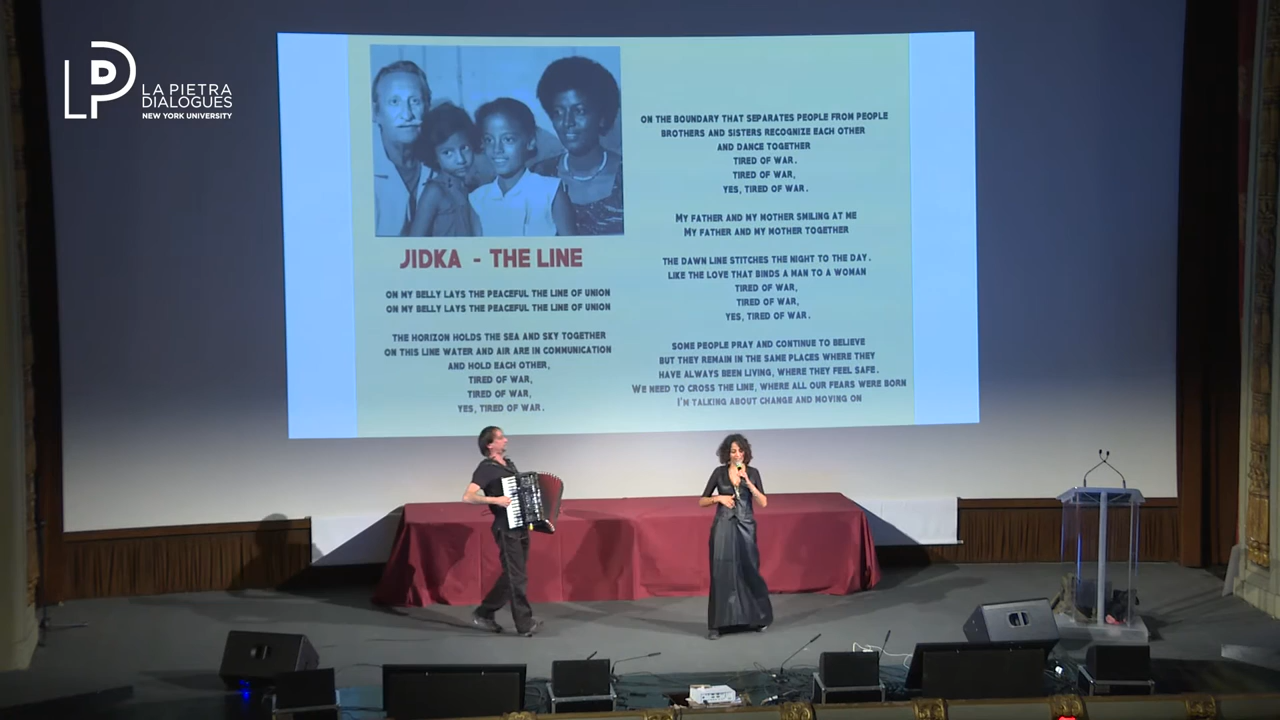 LP
LA PIETRA
DIALOGUES
NEW YORK UNIVERSITY
JIDKA - THE LINE
ON MY BELLY LAYS THE PEACEFUL THE LINE OF UNION
ON MY BELLY LAYS THE PEACEFUL THE LINE OF UNION
THE HORIZON HOLDS THE SEA AND SKY TOGETHER
ON THIS LINE WATER AND AIR ARE IN COMMUNICATION
AND HOLD EACH OTHER,
TIRED OF WAR,
TIRED OF WAR,
YES, TIRED OF WAR.
ON THE BOUNDARY THAT SEPARATES PEOPLE FROM PEOPLE
BROTHERS AND SISTERS RECOGNIZE EACH OTHER
AND DANCE TOGETHER
TIRED OF WAR.
TIRED OF WAR,
YES, TIRED OF WAR.
MY FATHER AND MY MOTHER SMILING AT ME
MY FATHER AND MY MOTHER TOGETHER
THE DAWN LINE STITCHES THE NIGHT TO THE DAY.
LIKE THE LOVE THAT BINDS A MAN TO A WOMAN
TIRED OF WAR,
TIRED OF WAR,
YES, TIRED OF WAR.
SOME PEOPLE PRAY AND CONTINUE TO BELIEVE
BUT THEY REMAIN IN THE SAME PLACES WHERE THEY
HAVE ALWAYS BEEN LIVING, WHERE THEY FEEL SAFE.
WE NEED TO CROSS THE LINE, WHERE ALL OUR FEARS WERE BORN
I'M TALKING ABOUT CHANGE AND MOVING ON